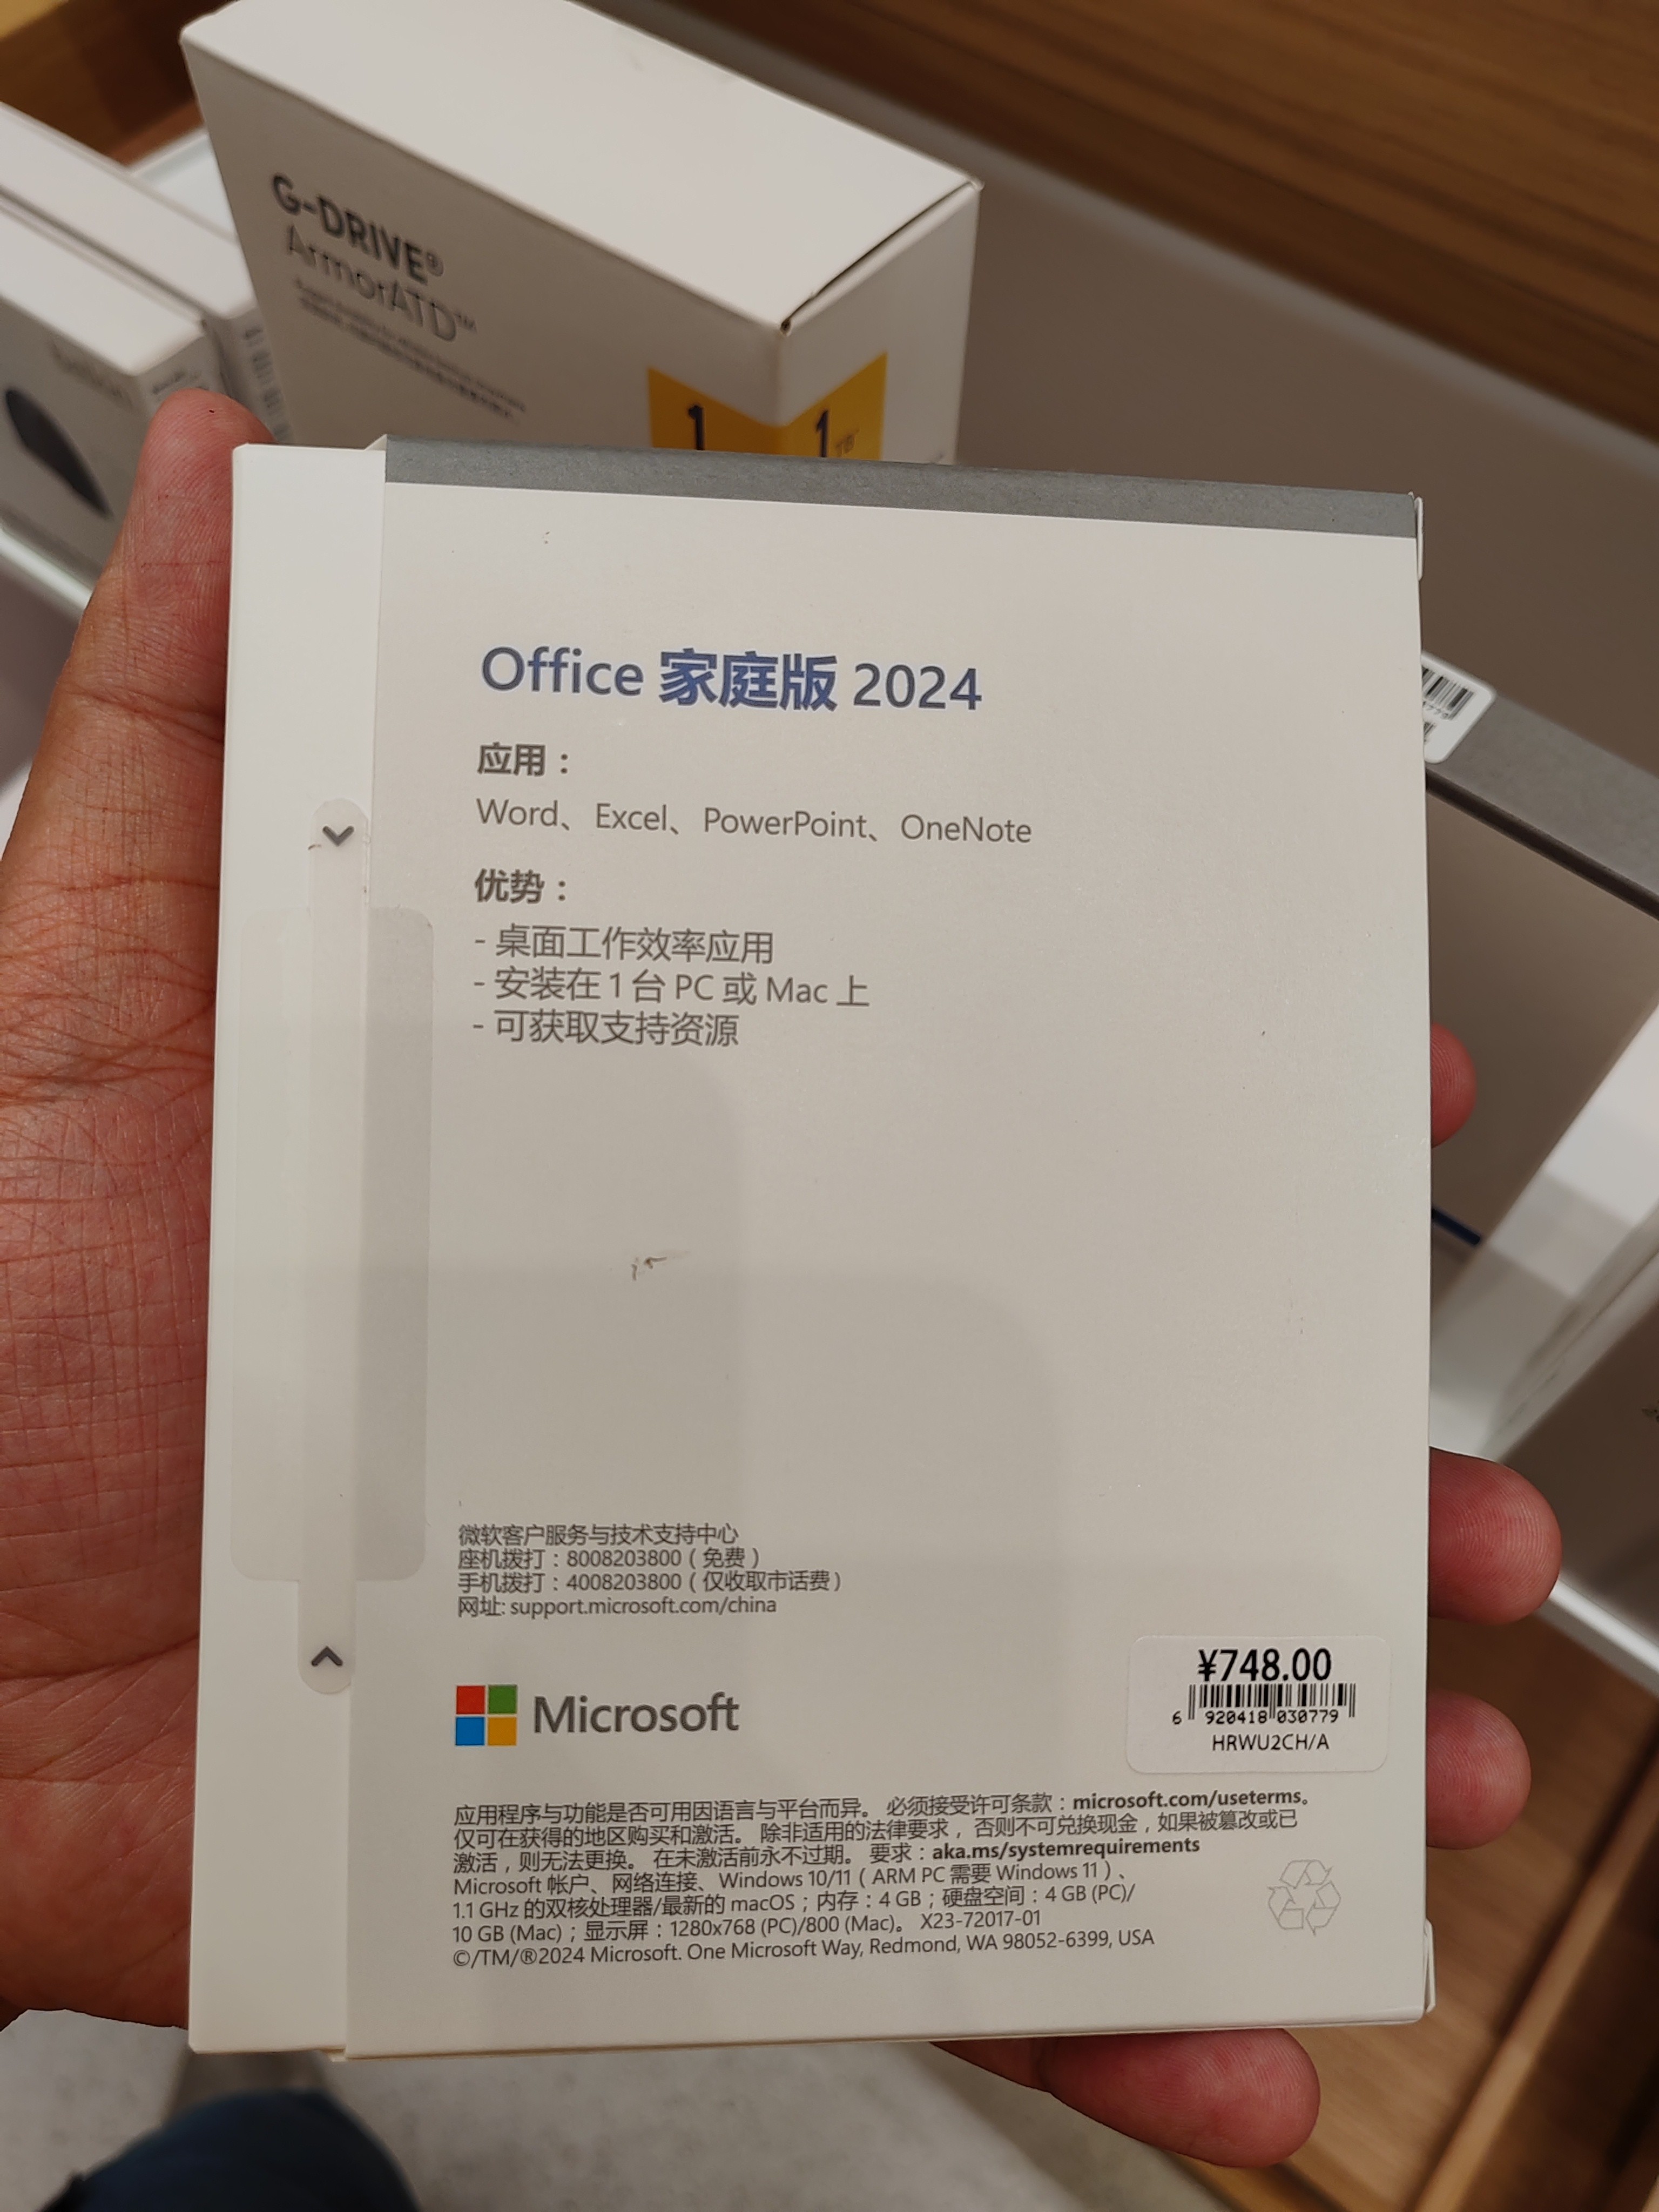 G-DRIVE®
ArmorATD™
1
1
TB
Office 家庭版 2024
应用：
Word、Excel、PowerPoint、OneNote
优势：
- 桌面工作效率应用
- 安装在 1 台 PC 或 Mac 上
- 可获取支持资源
微软客户服务与技术支持中心
座机拨打：8008203800（免费）
手机拨打：4008203800（仅收取市话费）
网址: support.microsoft.com/china
Microsoft
¥748.00
6 920418 030779
HRWU2CH/A
应用程序与功能是否可用因语言与平台而异。 必须接受许可条款：microsoft.com/useterms。
仅可在获得的地区购买和激活。 除非适用的法律要求，否则不可兑换现金，如果被篡改或已
激活，则无法更换。 在未激活前永不过期。 要求：aka.ms/systemrequirements
Microsoft 帐户、网络连接、Windows 10/11（ARM PC 需要 Windows 11）、
1.1 GHz 的双核处理器/最新的 macOS；内存：4 GB；硬盘空间：4 GB (PC)/
10 GB (Mac)；显示屏：1280x768 (PC)/800 (Mac)。 X23-72017-01
©/TM/®2024 Microsoft. One Microsoft Way, Redmond, WA 98052-6399, USA